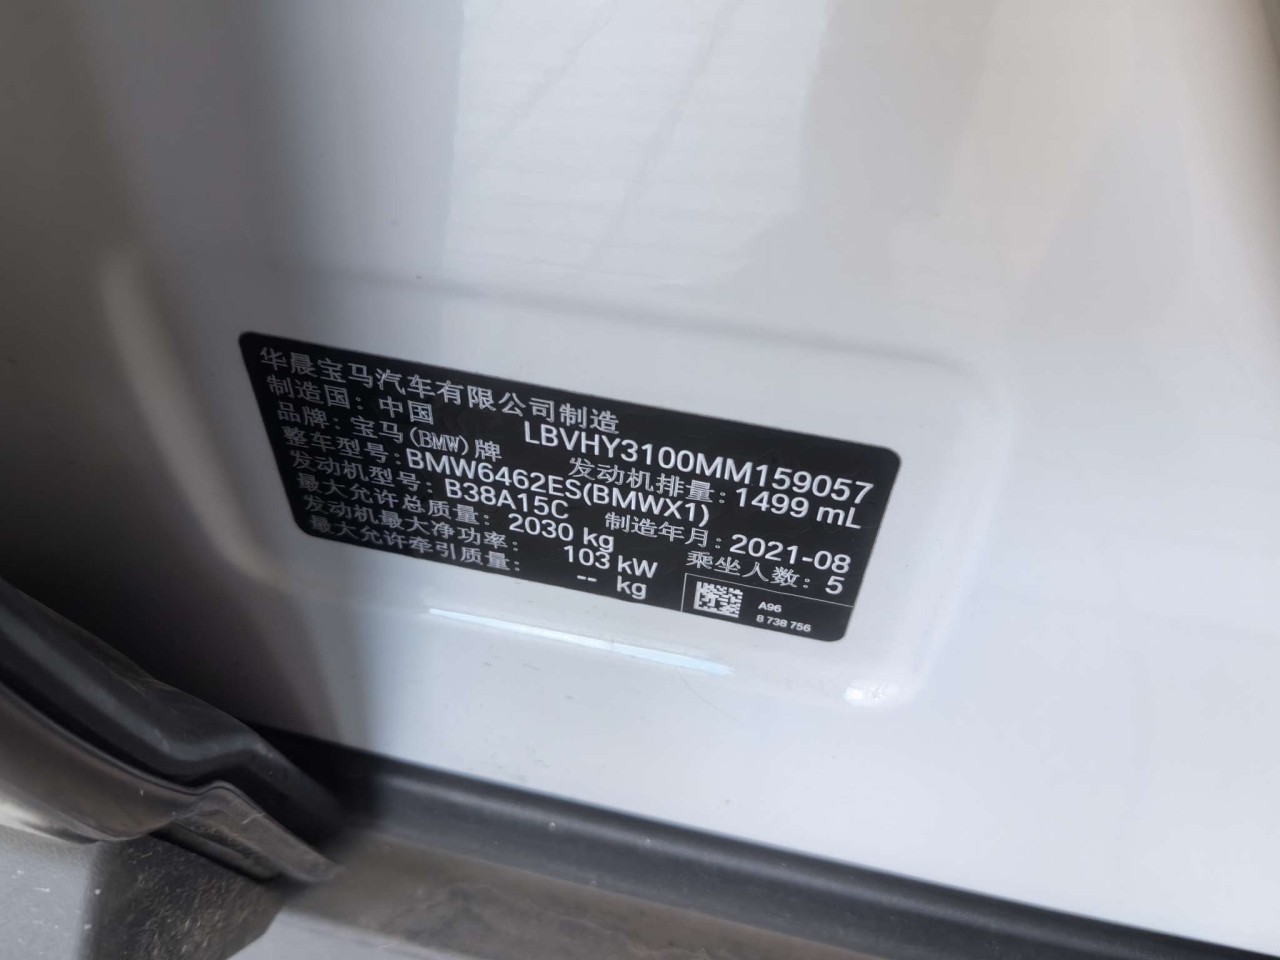 华晨宝马汽车有限公司制造
制造国：中国 LBVHY3100MM159057
品牌：宝马(BMW)牌 发动机排量：1499 mL
整车型号：BMW6462ES(BMWX1)
发动机型号：B38A15C 制造年月：2021-08
最大允许总质量：2030 kg 乘坐人数：5
发动机最大净功率：103 kW
最大允许牵引质量：-- kg
A96
8 738 756